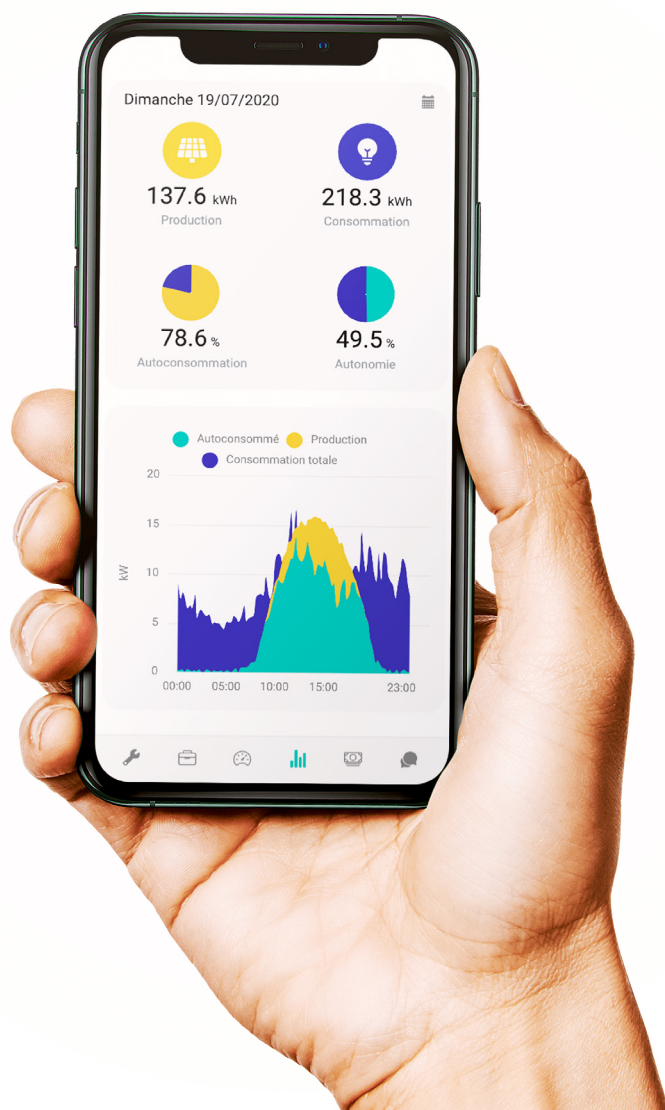 Dimanche 19/07/2020
137.6 kWh
218.3 kWh
Production
Consommation
78.6 %
49.5 %
Autoconsommation
Autonomie
Autoconsommé
Production
Consommation totale
20
15
10
5
0
kW
00:00
05:00
10:00
15:00
23:00